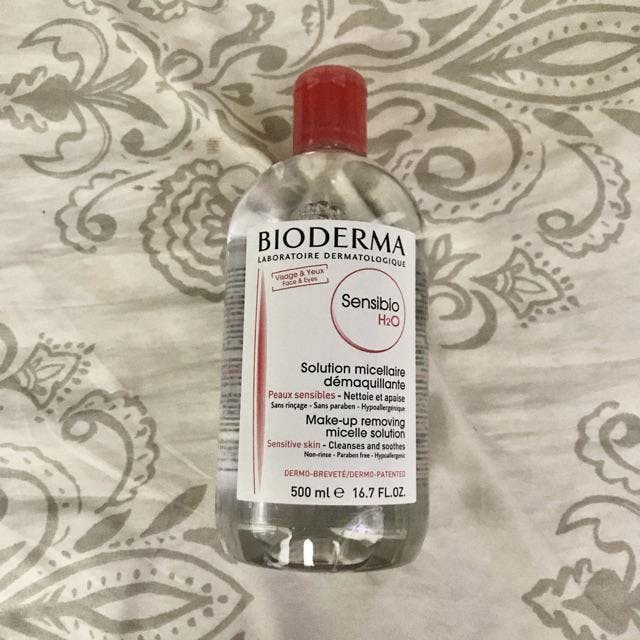 BIODERMA
LABORATOIRE DERMATOLOGIQUE
Visage & Yeux
Face & Eyes
Sensibio
H2O
Solution micellaire
démaquillante
Peaux sensibles - Nettoie et apaise
Sans rinçage - Sans paraben - Hypoallergénique
Make-up removing
micelle solution
Sensitive skin - Cleanses and soothes
Non-rinse - Paraben free - Hypoallergenic
DERMO-BREVETÉ/DERMO-PATENTED
500 ml ℮ 16.7 FL.OZ.